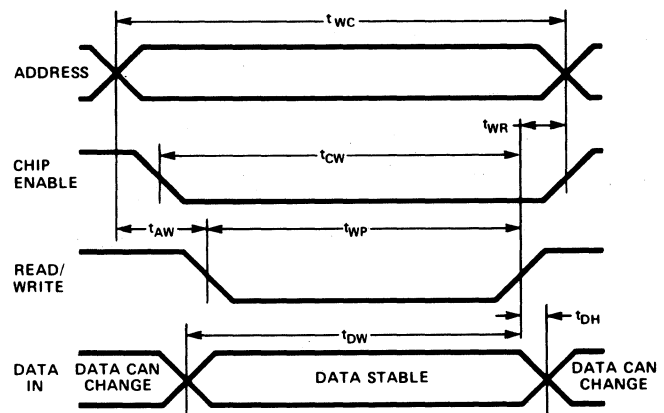 tWC
ADDRESS
tWR
tCW
CHIP
ENABLE
tAW
tWP
READ/
WRITE
tDH
tDW
DATA
IN
DATA CAN
CHANGE
DATA STABLE
DATA CAN
CHANGE